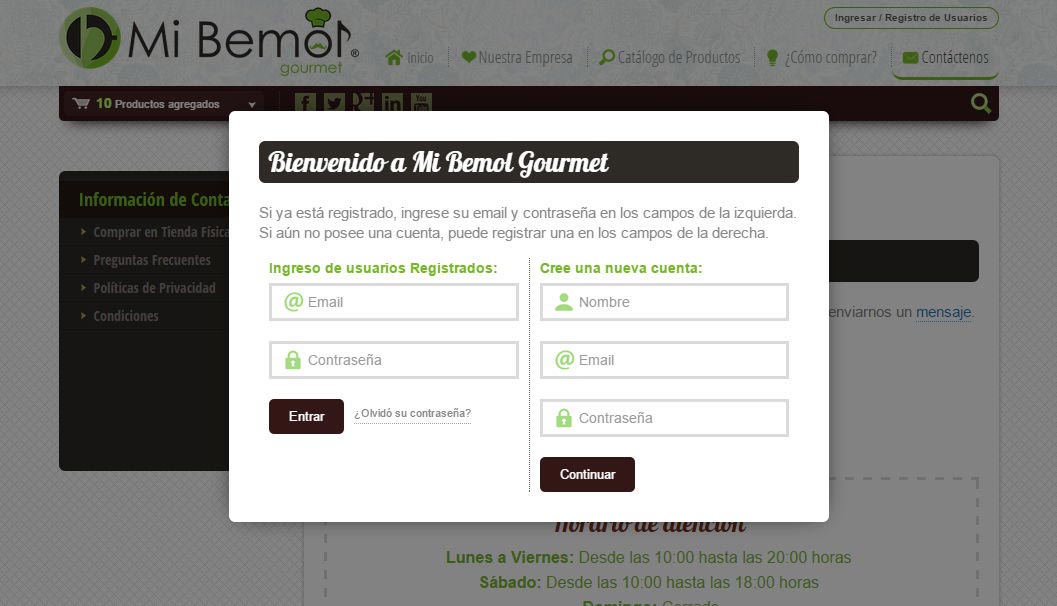 Mi Bemol®
gourmet
Ingresar / Registro de Usuarios
Inicio
Nuestra Empresa
Catálogo de Productos
¿Cómo comprar?
Contáctenos
10 Productos agregados
Información de Conta
Comprar en Tienda Física
Preguntas Frecuentes
Políticas de Privacidad
Condiciones
Bienvenido a Mi Bemol Gourmet
Si ya está registrado, ingrese su email y contraseña en los campos de la izquierda.
Si aún no posee una cuenta, puede registrar una en los campos de la derecha.
Ingreso de usuarios Registrados:
@ Email
Contraseña
Entrar
¿Olvidó su contraseña?
Cree una nueva cuenta:
Nombre
@ Email
Contraseña
Continuar
enviarnos un mensaje.
horario de atención
Lunes a Viernes: Desde las 10:00 hasta las 20:00 horas
Sábado: Desde las 10:00 hasta las 18:00 horas
Domingo: Cerrado